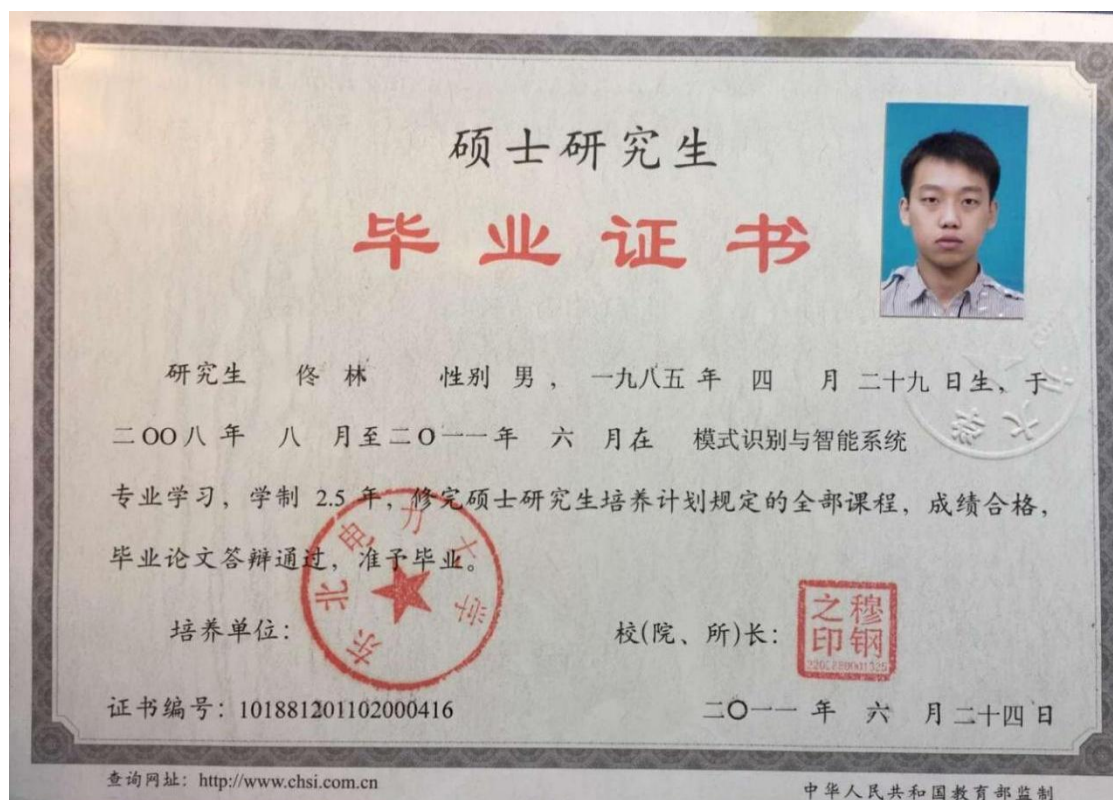 硕士研究生
毕业证书
研究生 佟 林 性别 男 ， 一九八五 年 四 月 二十九 日生，于
二OO八 年 八 月至二O一一年 六 月在 模式识别与智能系统
专业学习，学制 2.5 年，修完硕士研究生培养计划规定的全部课程，成绩合格，
毕业论文答辩通过，准予毕业。
东北电力大学
培养单位：
校(院、所)长：
穆钢
之印
证书编号：101881201102000416
二O一一 年 六 月 二十四 日
查询网址：http://www.chsi.com.cn
中华人民共和国教育部监制